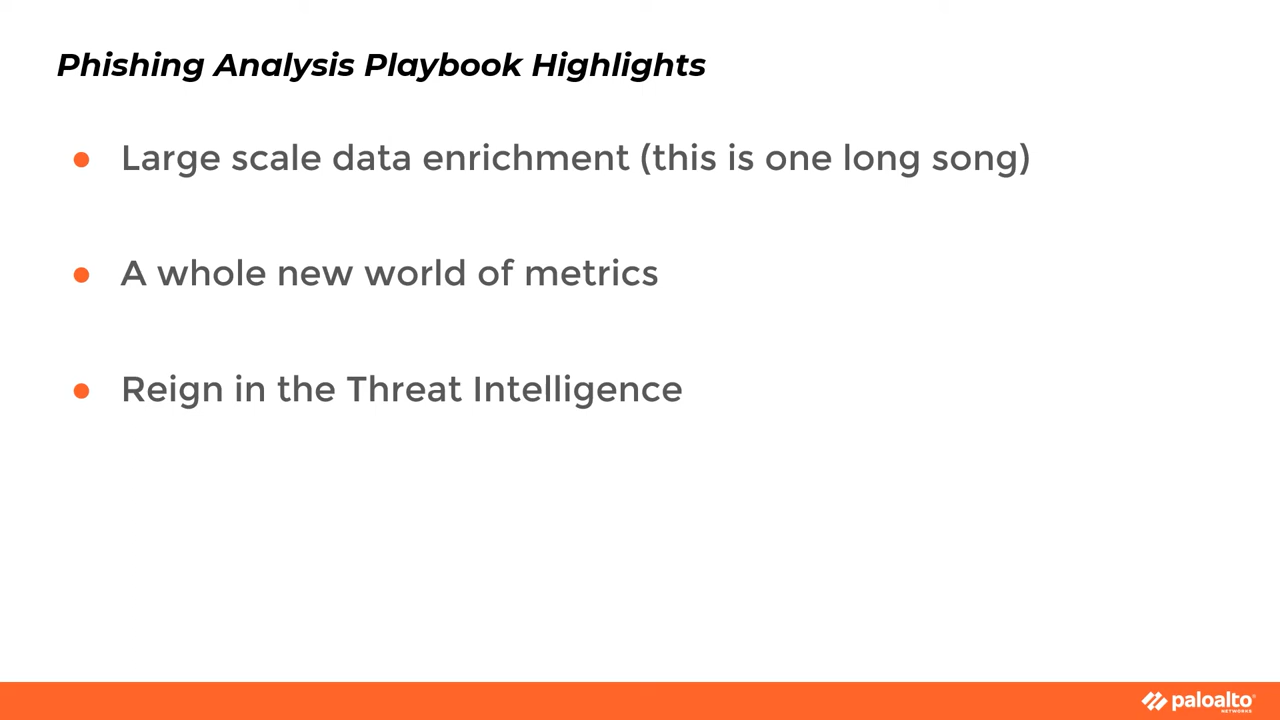 Phishing Analysis Playbook Highlights
● Large scale data enrichment (this is one long song)
● A whole new world of metrics
● Reign in the Threat Intelligence
paloalto
NETWORKS